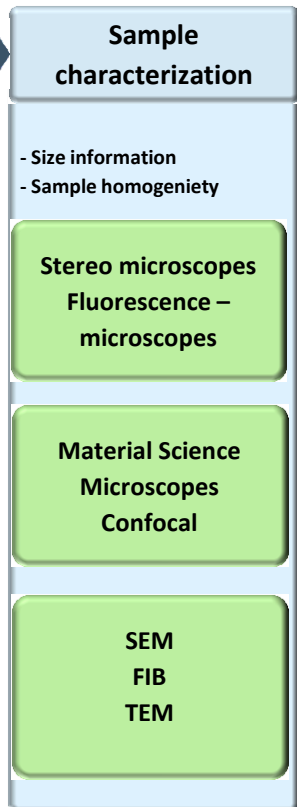 Sample
characterization
- Size information
- Sample homogeniety
Stereo microscopes
Fluorescence –
microscopes
Material Science
Microscopes
Confocal
SEM
FIB
TEM